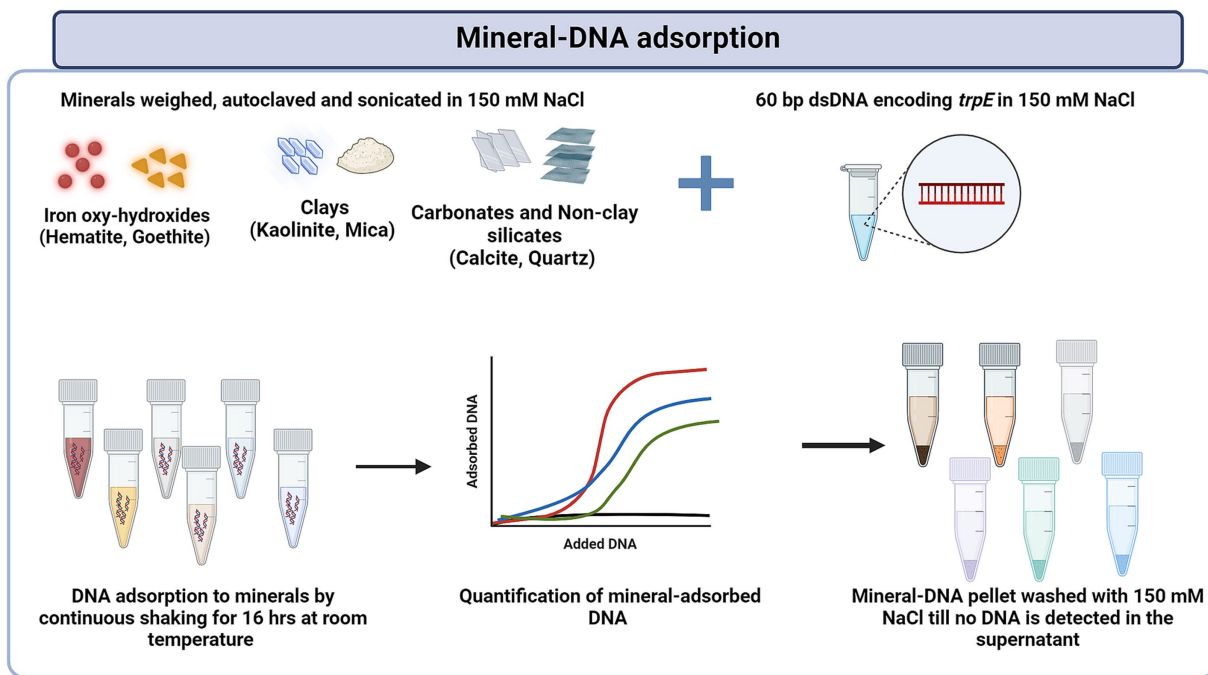 Mineral-DNA adsorption
Minerals weighed, autoclaved and sonicated in 150 mM NaCl
60 bp dsDNA encoding trpE in 150 mM NaCl
Iron oxy-hydroxides
(Hematite, Goethite)
Clays
(Kaolinite, Mica)
Carbonates and Non-clay
silicates
(Calcite, Quartz)
Adsorbed DNA
Added DNA
DNA adsorption to minerals by
continuous shaking for 16 hrs at room
temperature
Quantification of mineral-adsorbed
DNA
Mineral-DNA pellet washed with 150 mM
NaCl till no DNA is detected in the
supernatant